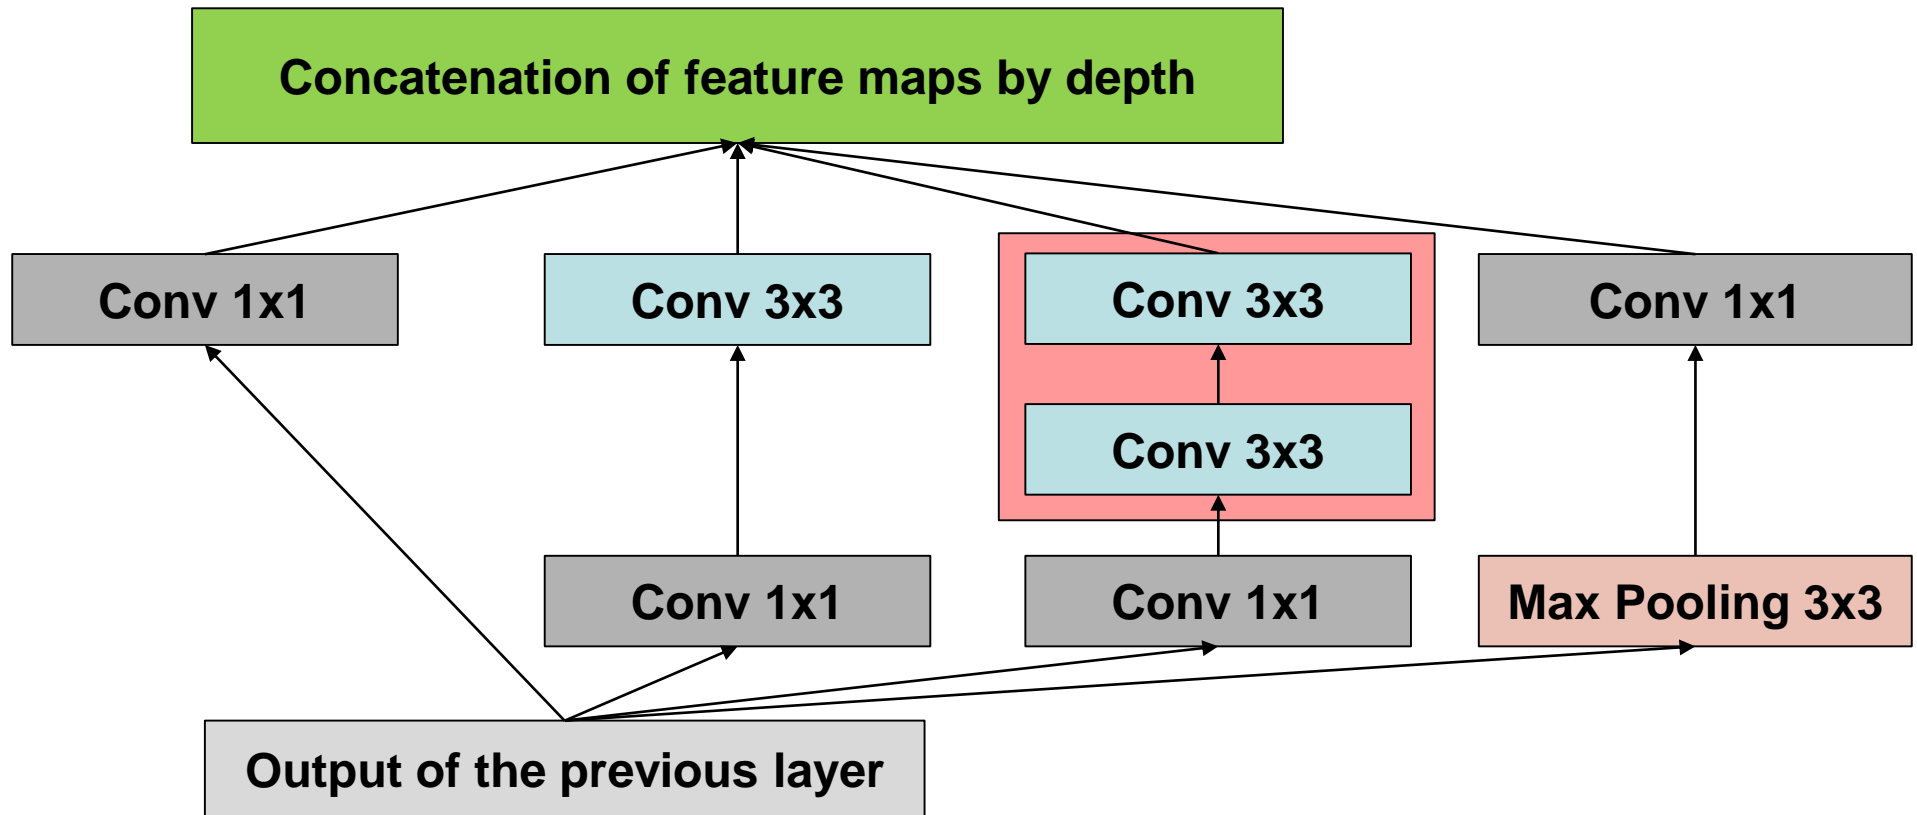 Concatenation of feature maps by depth
Conv 1x1
Conv 3x3
Conv 3x3
Conv 1x1
Conv 3x3
Conv 1x1
Conv 1x1
Max Pooling 3x3
Output of the previous layer